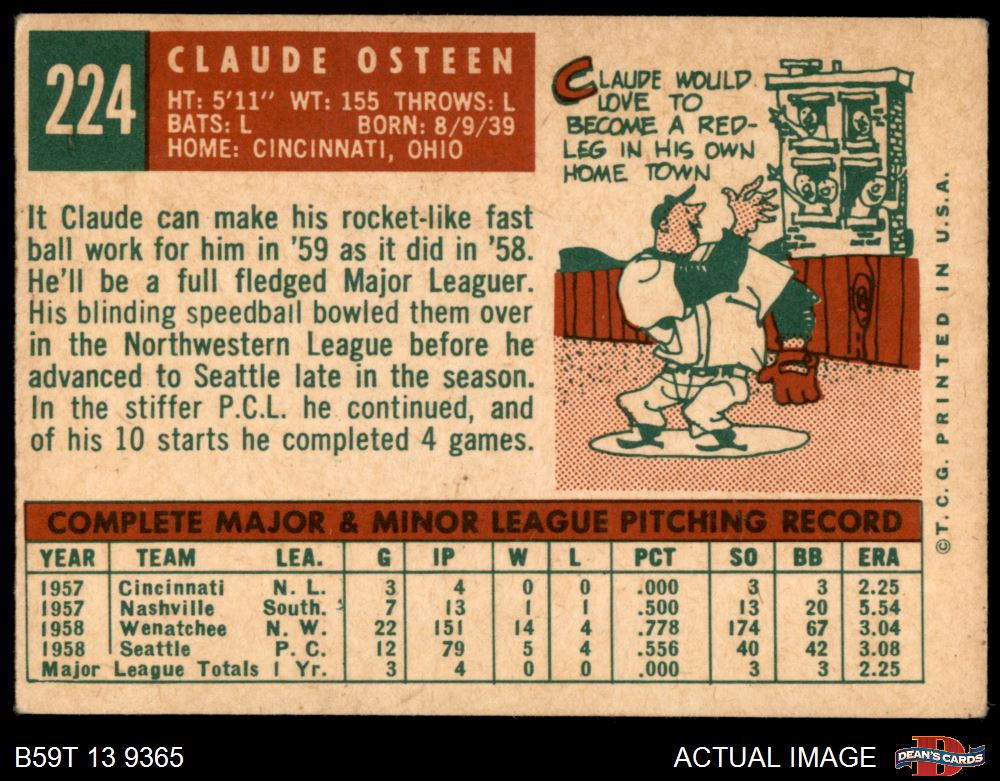 224
CLAUDE OSTEEN
HT: 5'11" WT: 155 THROWS: L
BATS: L BORN: 8/9/39
HOME: CINCINNATI, OHIO
CLAUDE WOULD
LOVE TO
BECOME A RED-
LEG IN HIS OWN
HOME TOWN
It Claude can make his rocket-like fast
ball work for him in '59 as it did in '58.
He'll be a full fledged Major Leaguer.
His blinding speedball bowled them over
in the Northwestern League before he
advanced to Seattle late in the season.
In the stiffer P.C.L. he continued, and
of his 10 starts he completed 4 games.
© T. C. G. PRINTED IN U.S.A.
COMPLETE MAJOR & MINOR LEAGUE PITCHING RECORD
YEAR TEAM LEA. G IP W L PCT SO BB ERA
1957 Cincinnati N. L. 3 4 0 0 .000 3 3 2.25
1957 Nashville South. 7 13 1 1 .500 13 20 5.54
1958 Wenatchee N. W. 22 151 14 4 .778 174 67 3.04
1958 Seattle P. C. 12 79 5 4 .556 40 42 3.08
Major League Totals 1 Yr. 3 4 0 0 .000 3 3 2.25
B59T 13 9365
ACTUAL IMAGE
DEAN'S CARDS